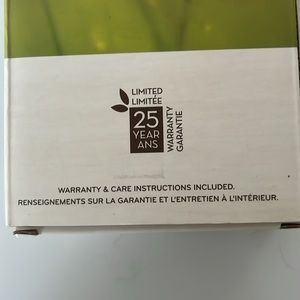 LIMITED
LIMITÉE
25
YEAR
ANS
WARRANTY
GARANTIE
WARRANTY & CARE INSTRUCTIONS INCLUDED.
RENSEIGNEMENTS SUR LA GARANTIE ET L'ENTRETIEN À L'INTÉRIEUR.